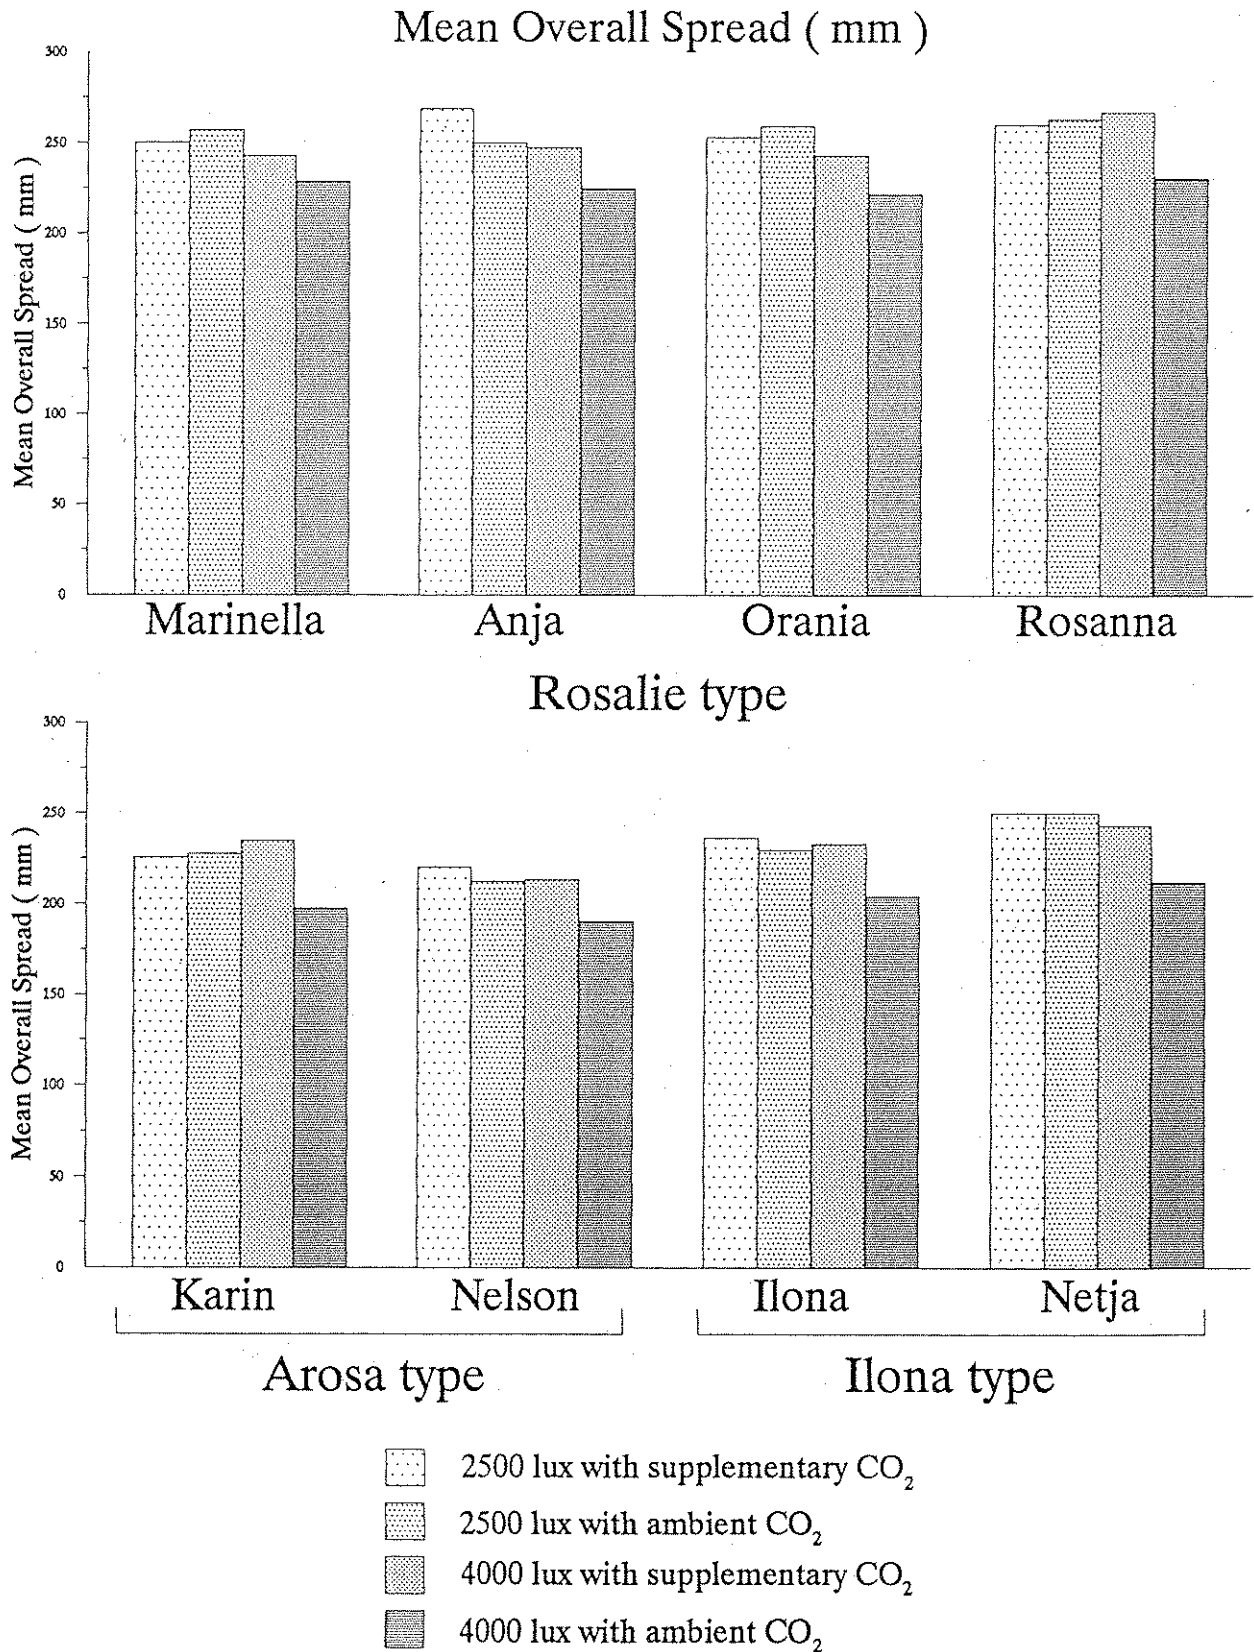 Mean Overall Spread ( mm )
Mean Overall Spread ( mm )
300
250
200
150
100
50
0
Marinella Anja Orania Rosanna
Rosalie type
Mean Overall Spread ( mm )
300
250
200
150
100
50
0
Karin Nelson Ilona Netja
Arosa type Ilona type
2500 lux with supplementary CO₂
2500 lux with ambient CO₂
4000 lux with supplementary CO₂
4000 lux with ambient CO₂